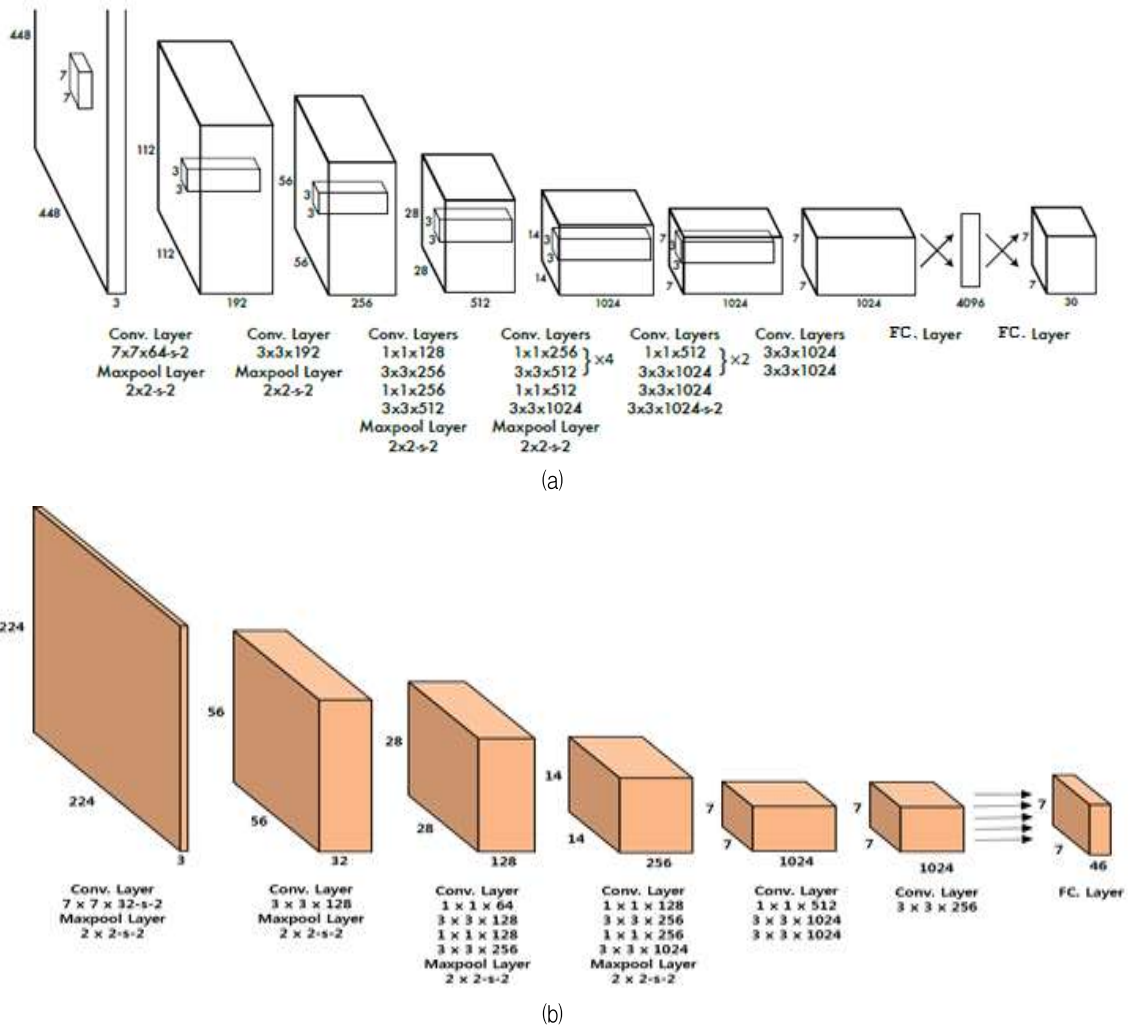 448
7
7
448
3
112
3
3
112
192
56
3
3
56
256
28
3
3
28
512
14
3
3
14
1024
7
3
3
7
1024
7
7
1024
4096
7
7
30
Conv. Layer
7x7x64-s-2
Maxpool Layer
2x2-s-2
Conv. Layer
3x3x192
Maxpool Layer
2x2-s-2
Conv. Layers
1x1x128
3x3x256
1x1x256
3x3x512
Maxpool Layer
2x2-s-2
Conv. Layers
1x1x256
3x3x512
}×4
1x1x512
3x3x1024
Maxpool Layer
2x2-s-2
Conv. Layers
1x1x512
3x3x1024
}×2
3x3x1024
3x3x1024-s-2
Conv. Layers
3x3x1024
3x3x1024
FC. Layer
FC. Layer
(a)
224
224
3
56
56
32
28
28
128
14
14
256
7
7
1024
7
7
1024
7
7
46
Conv. Layer
7 × 7 × 32-s-2
Maxpool Layer
2 × 2-s-2
Conv. Layer
3 × 3 × 128
Maxpool Layer
2 × 2-s-2
Conv. Layer
1 × 1 × 64
3 × 3 × 128
1 × 1 × 128
3 × 3 × 256
Maxpool Layer
2 × 2-s-2
Conv. Layer
1 × 1 × 128
3 × 3 × 256
1 × 1 × 256
3 × 3 × 1024
Maxpool Layer
2 × 2-s-2
Conv. Layer
1 × 1 × 512
3 × 3 × 1024
3 × 3 × 1024
Conv. Layer
3 × 3 × 256
FC. Layer
(b)